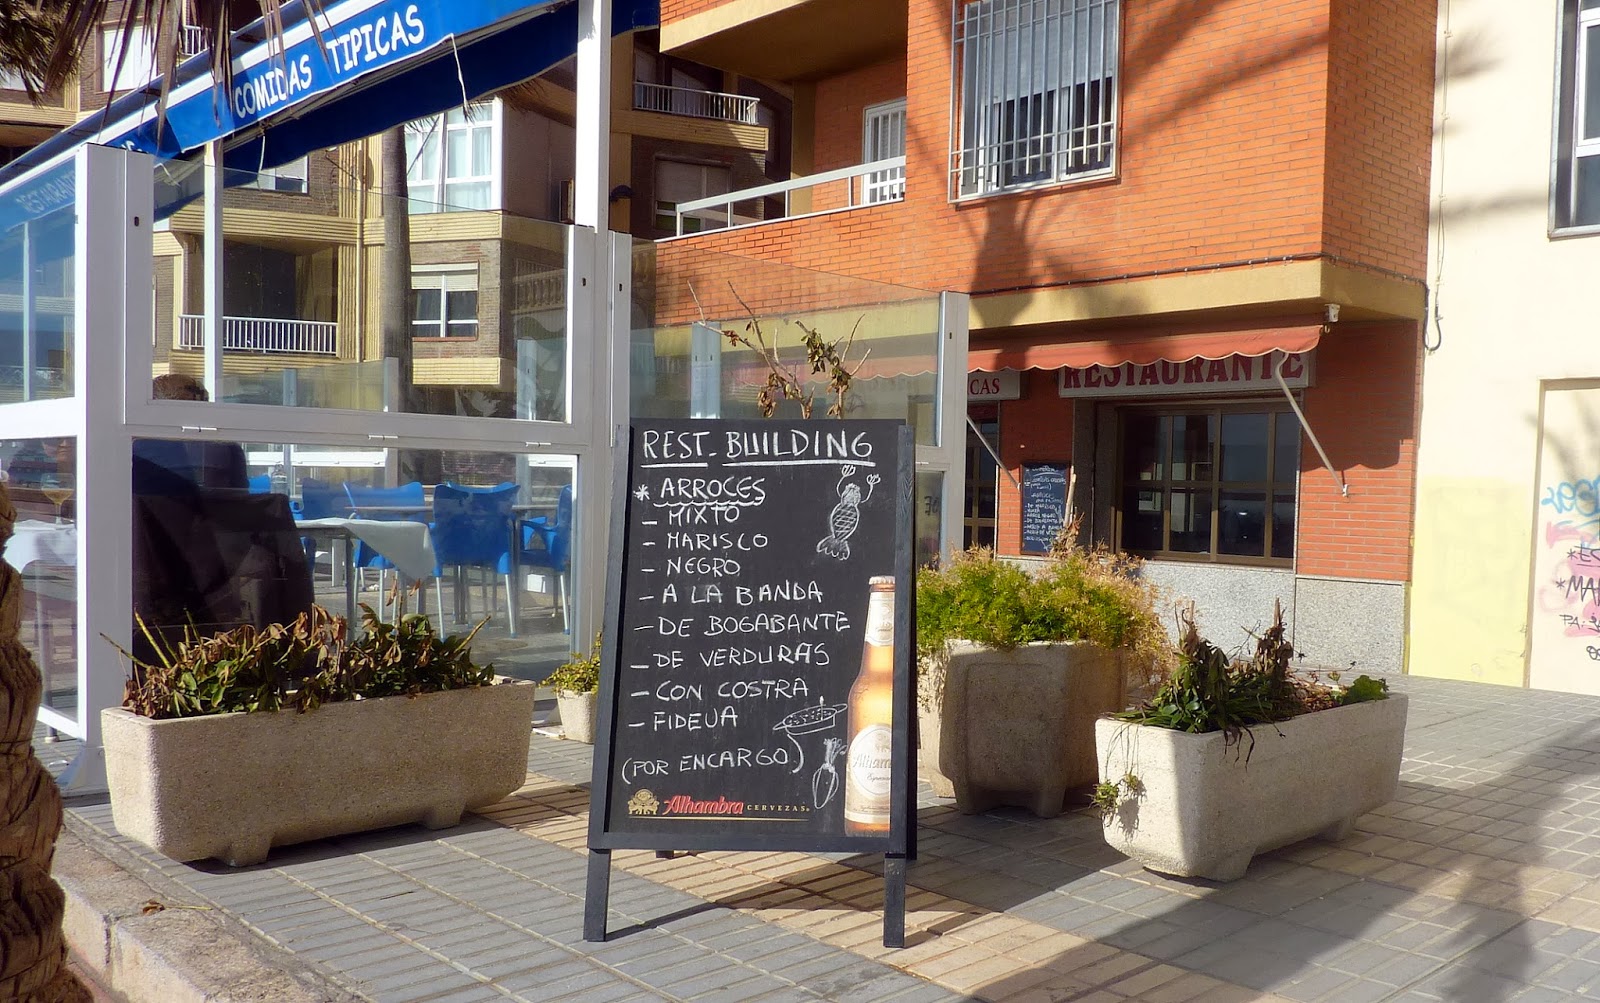 COMIDAS TIPICAS
RESTAURANTE
CAS
REST. BUILDING
* ARROCES
- MIXTO
- MARISCO
- NEGRO
- A LA BANDA
- DE BOGABANTE
- DE VERDURAS
- CON COSTRA
- FIDEUA
(POR ENCARGO)
Alhambra CERVEZAS